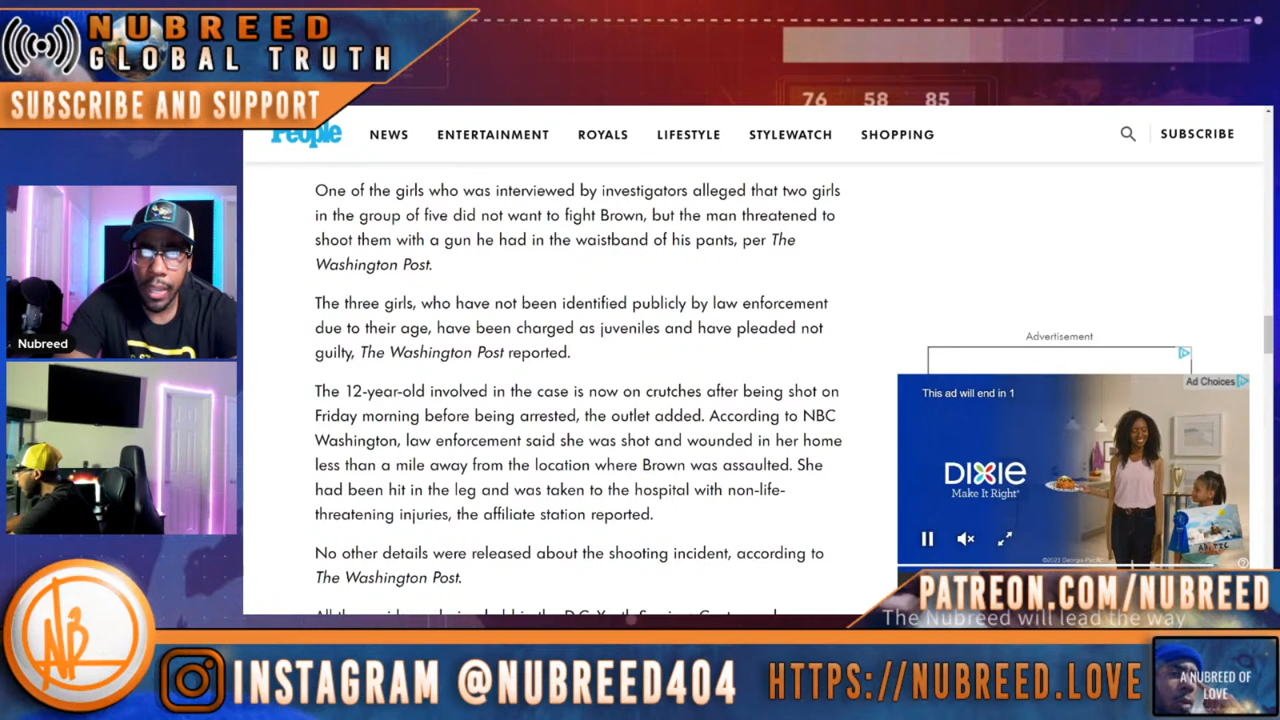 NUBREED
GLOBAL TRUTH
SUBSCRIBE AND SUPPORT
76 58 85
People NEWS ENTERTAINMENT ROYALS LIFESTYLE STYLEWATCH SHOPPING SUBSCRIBE
One of the girls who was interviewed by investigators alleged that two girls
in the group of five did not want to fight Brown, but the man threatened to
shoot them with a gun he had in the waistband of his pants, per The
Washington Post.
The three girls, who have not been identified publicly by law enforcement
due to their age, have been charged as juveniles and have pleaded not
guilty, The Washington Post reported.
The 12-year-old involved in the case is now on crutches after being shot on
Friday morning before being arrested, the outlet added. According to NBC
Washington, law enforcement said she was shot and wounded in her home
less than a mile away from the location where Brown was assaulted. She
had been hit in the leg and was taken to the hospital with non-life-
threatening injuries, the affiliate station reported.
No other details were released about the shooting incident, according to
The Washington Post.
Advertisement
Ad Choices
This ad will end in 1
DIXIE
Make It Right®
©2022 Georgia-Pacific
Nubreed
PATREON.COM/NUBREED
The Nubreed will lead the way
NB
INSTAGRAM @NUBREED404
HTTPS://NUBREED.LOVE
A NUBREED OF
LOVE